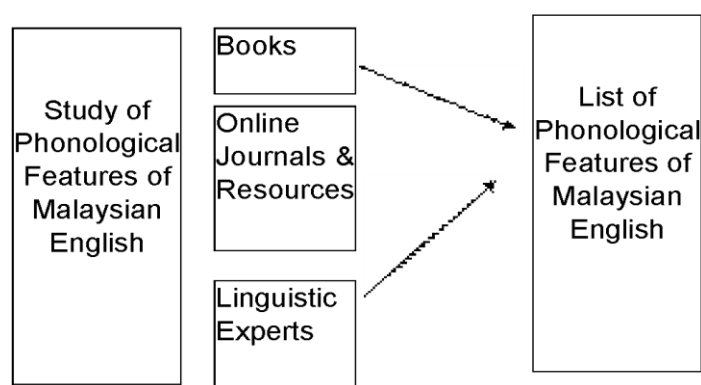 Study of
Phonological
Features of
Malaysian
English
Books
Online
Journals &
Resources
Linguistic
Experts
List of
Phonological
Features of
Malaysian
English